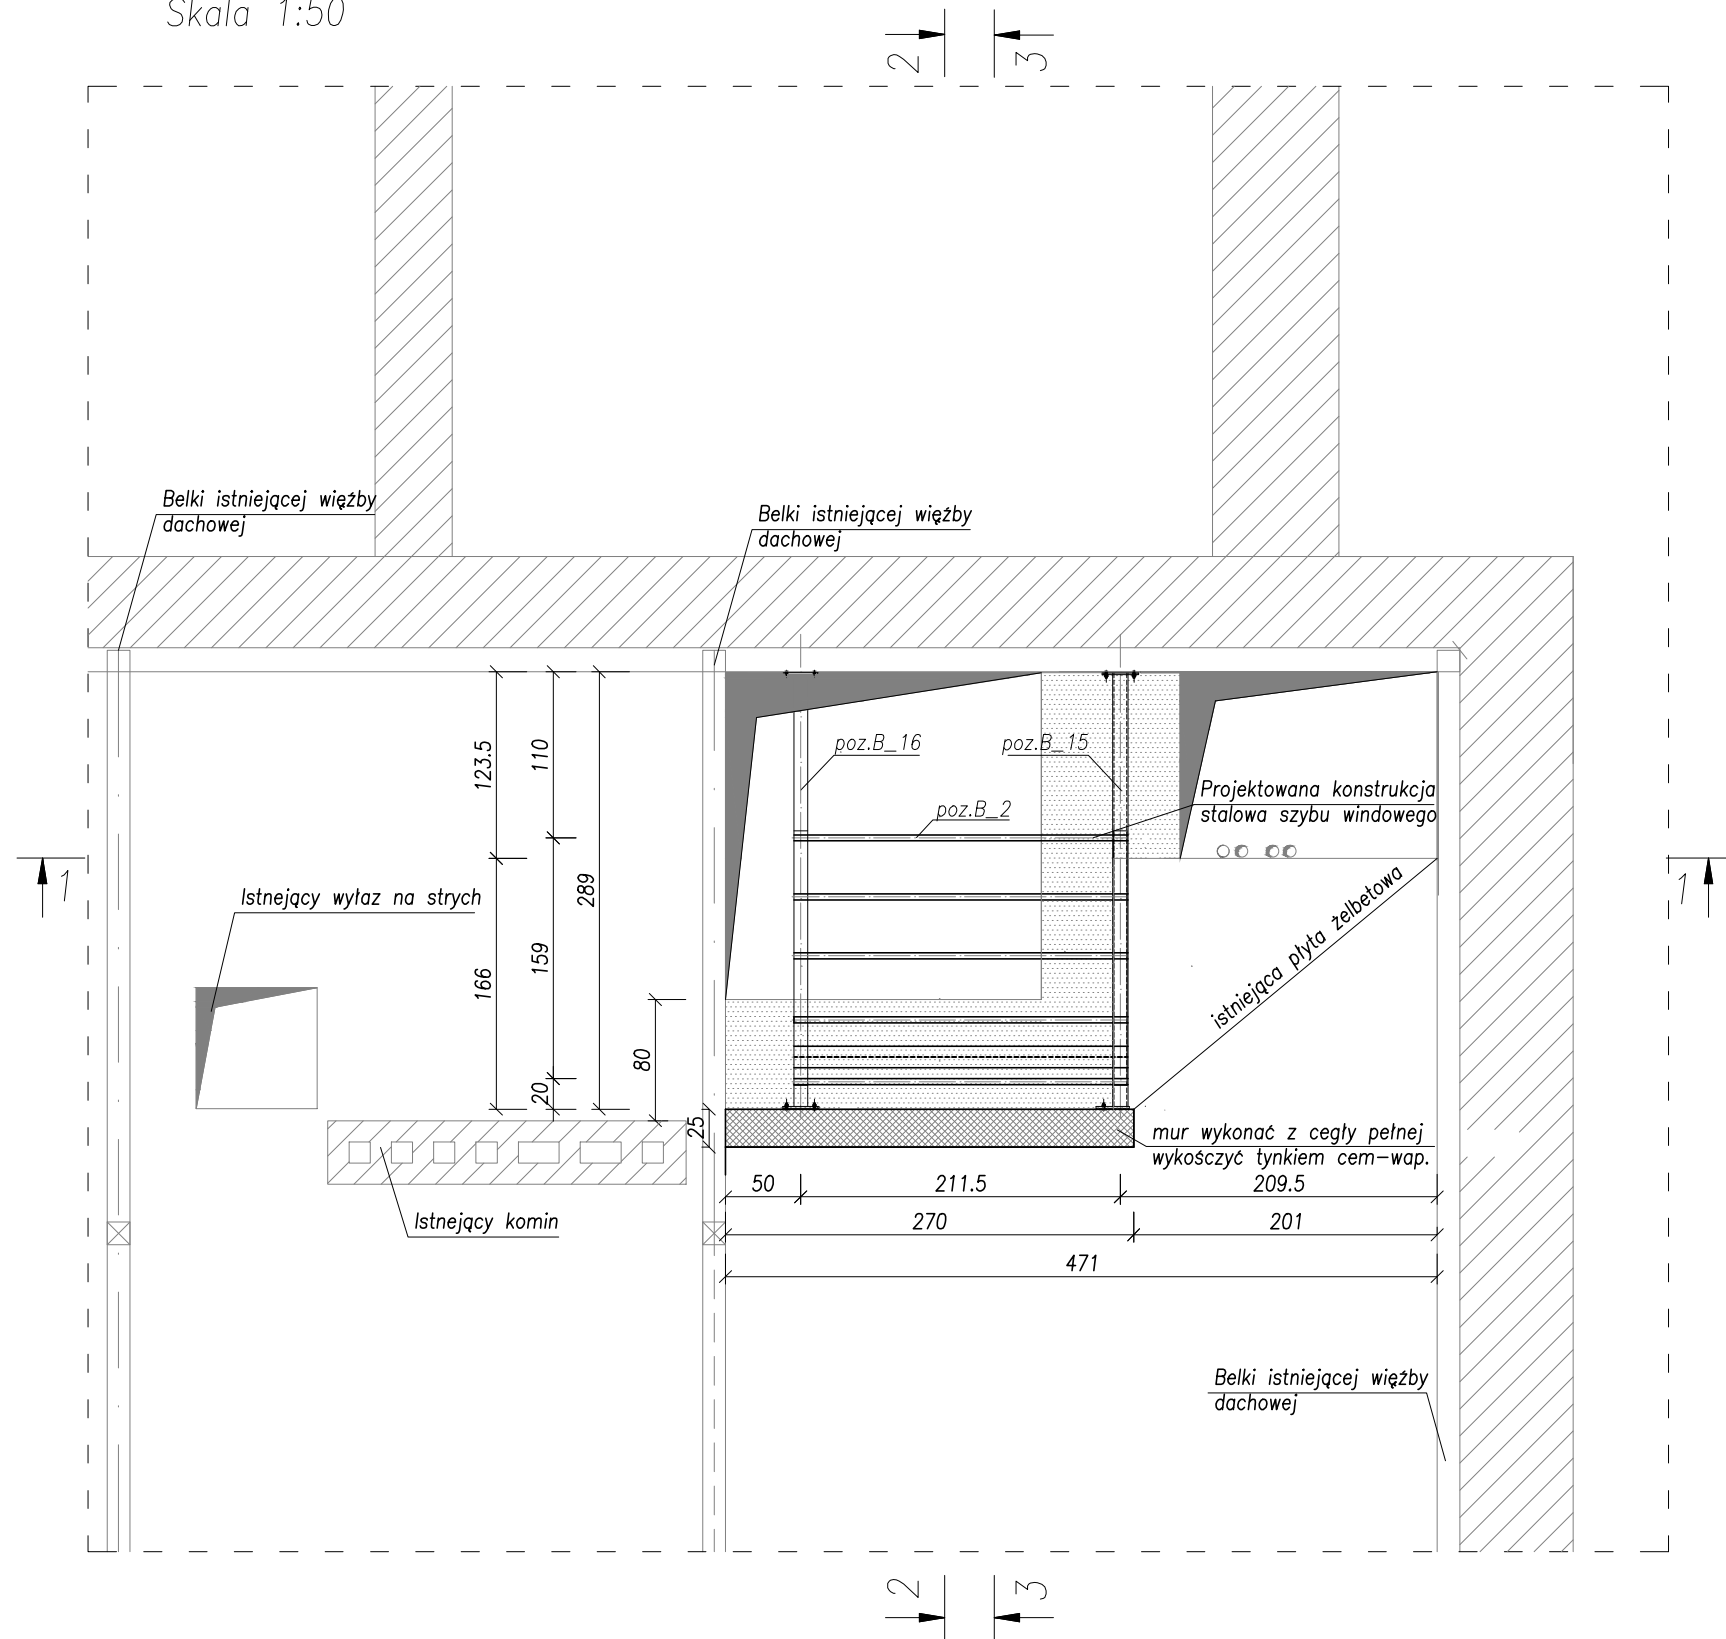 Skala 1:50
2 3
Belki istniejącej więźby
dachowej
Belki istniejącej więźby
dachowej
123.5
110
poz.B_16
poz.B_15
Projektowana konstrukcja
stalowa szybu windowego
poz.B_2
1
1
289
Istnejący wyłaz na strych
istniejąca płyta żelbetowa
166
159
80
20
25
mur wykonać z cegły pełnej
wykośczyć tynkiem cem-wap.
50
211.5
209.5
Istnejący komin
270
201
471
Belki istniejącej więźby
dachowej
2 3